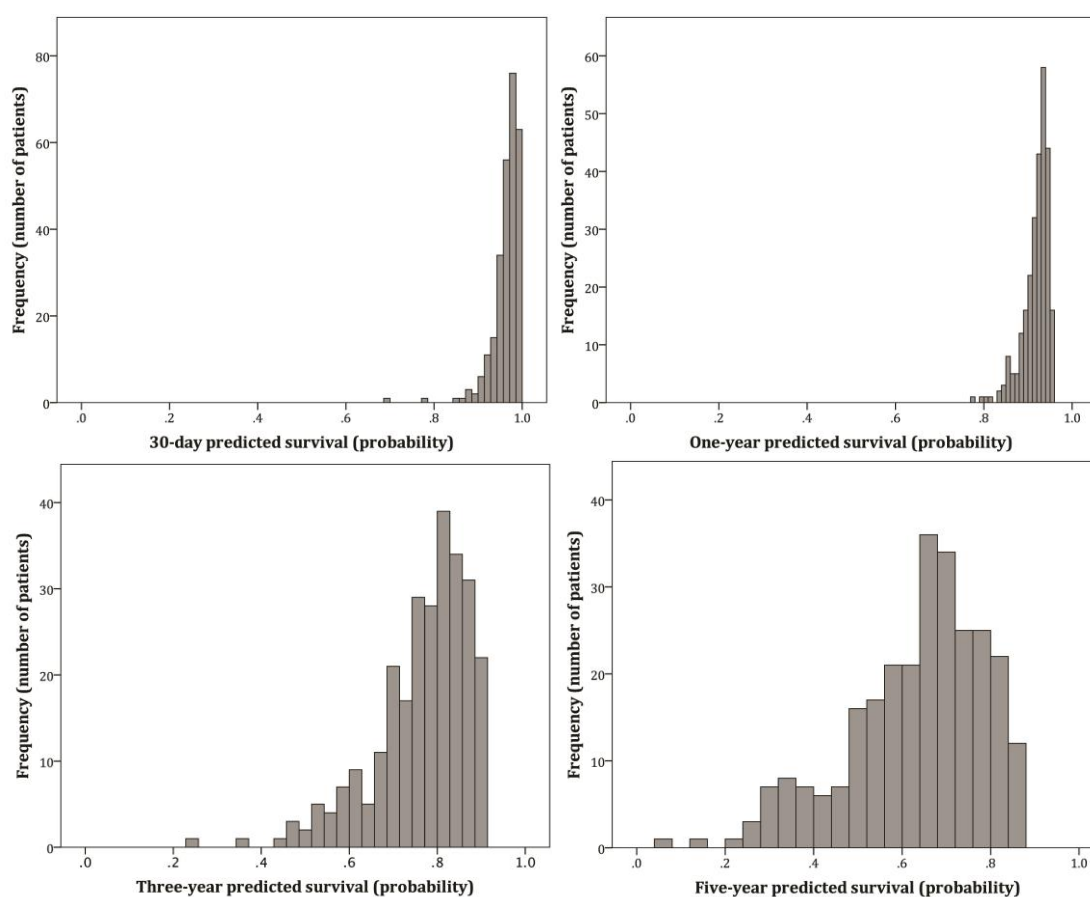 Frequency (number of patients)
80
60
40
20
0
.0 .2 .4 .6 .8 1.0
30-day predicted survival (probability)
Frequency (number of patients)
60
50
40
30
20
10
0
.0 .2 .4 .6 .8 1.0
One-year predicted survival (probability)
Frequency (number of patients)
40
30
20
10
0
.0 .2 .4 .6 .8 1.0
Three-year predicted survival (probability)
Frequency (number of patients)
40
30
20
10
0
.0 .2 .4 .6 .8 1.0
Five-year predicted survival (probability)